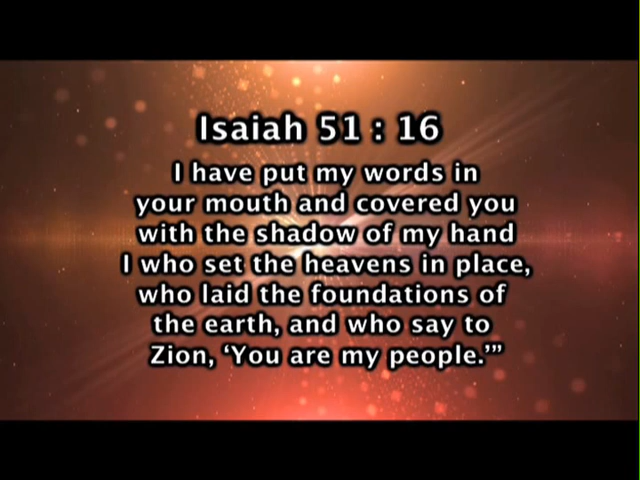 Isaiah 51 : 16
I have put my words in
your mouth and covered you
with the shadow of my hand
I who set the heavens in place,
who laid the foundations of
the earth, and who say to
Zion, ‘You are my people.’”